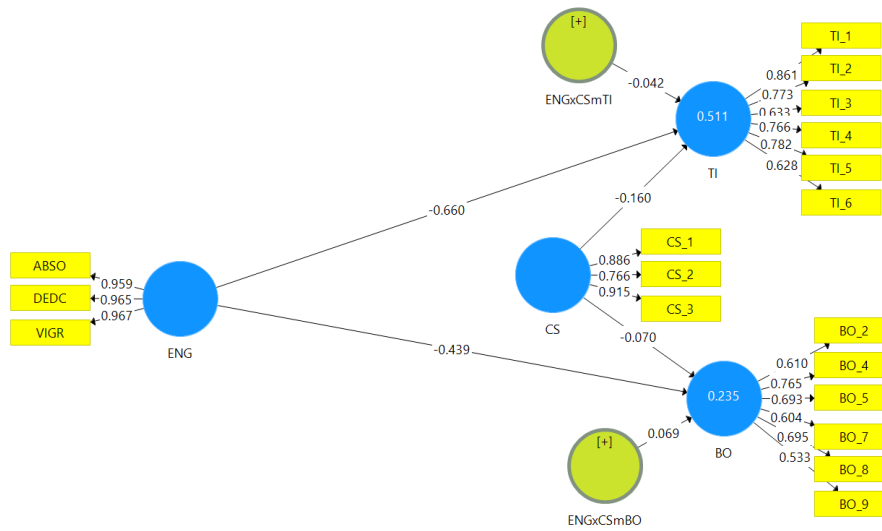 [+]
ENGxCSmTI
-0.042
TI_1
TI_2
TI_3
TI_4
TI_5
TI_6
0.861
0.773
0.633
0.766
0.782
0.628
0.511
TI
-0.660
-0.160
ABSO
DEDC
VIGR
0.959
0.965
0.967
ENG
CS
0.886
0.766
0.915
CS_1
CS_2
CS_3
-0.070
-0.439
0.235
BO
0.610
0.765
0.693
0.604
0.695
0.533
BO_2
BO_4
BO_5
BO_7
BO_8
BO_9
[+]
0.069
ENGxCSmBO